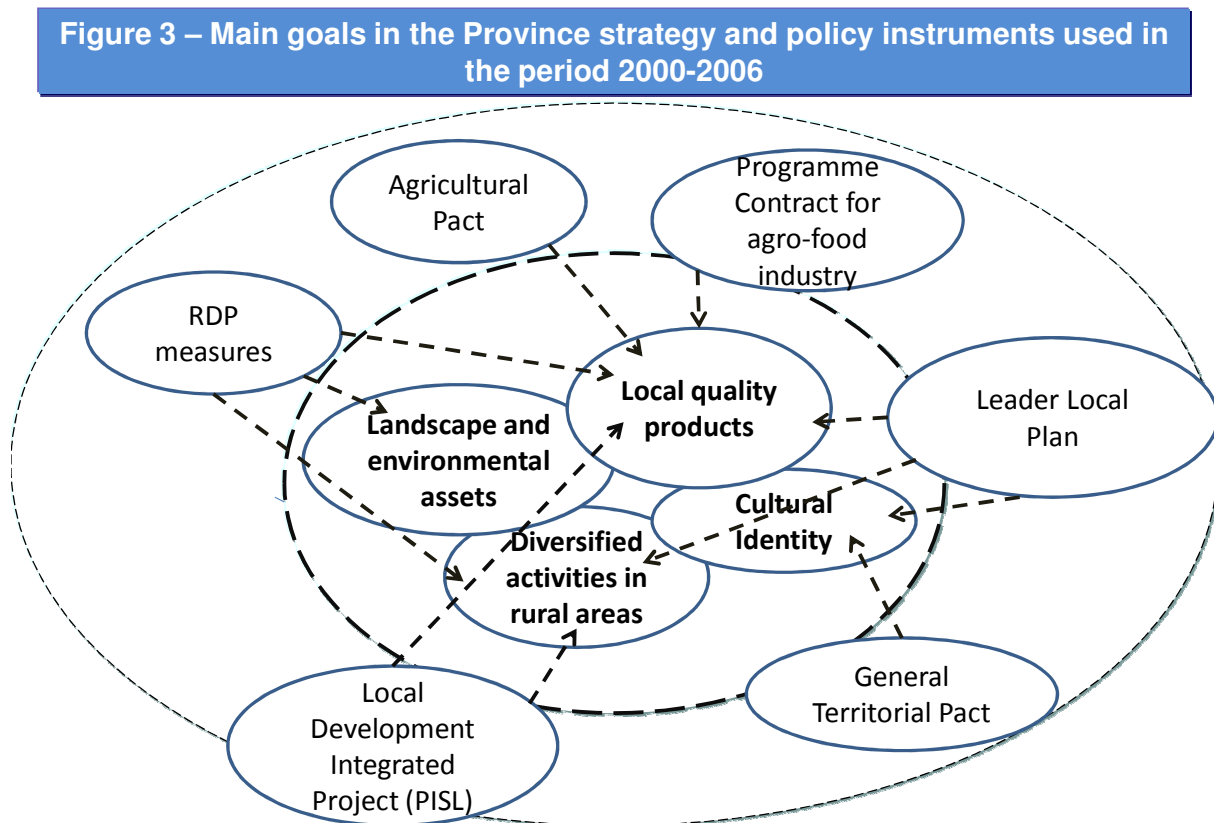 Figure 3 – Main goals in the Province strategy and policy instruments used in
the period 2000-2006
Agricultural
Pact
Programme
Contract for
agro-food
industry
RDP
measures
Local quality
products
Leader Local
Plan
Landscape and
environmental
assets
Cultural
Identity
Diversified
activities in
rural areas
General
Territorial Pact
Local
Development
Integrated
Project (PISL)